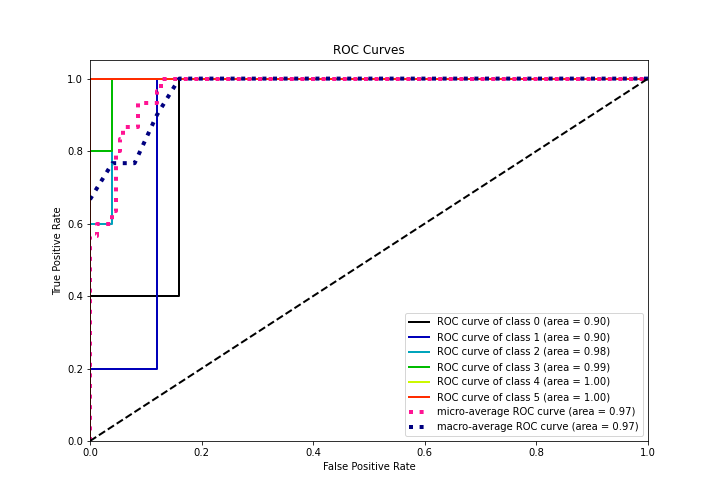 ROC Curves
1.0
0.8
0.6
0.4
0.2
0.0
True Positive Rate
0.0 0.2 0.4 0.6 0.8 1.0
False Positive Rate
ROC curve of class 0 (area = 0.90)
ROC curve of class 1 (area = 0.90)
ROC curve of class 2 (area = 0.98)
ROC curve of class 3 (area = 0.99)
ROC curve of class 4 (area = 1.00)
ROC curve of class 5 (area = 1.00)
micro-average ROC curve (area = 0.97)
macro-average ROC curve (area = 0.97)